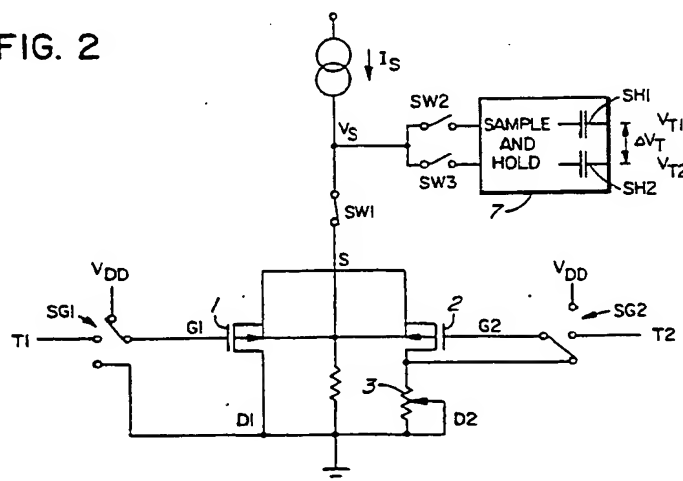 FIG. 2
I_S
SW2
V_S
SW3
SAMPLE
AND
HOLD
SH1
V_T1
ΔV_T
V_T2
SH2
7
SW1
S
V_DD
SG1
T1
G1
1
2
G2
V_DD
SG2
T2
3
D1
D2